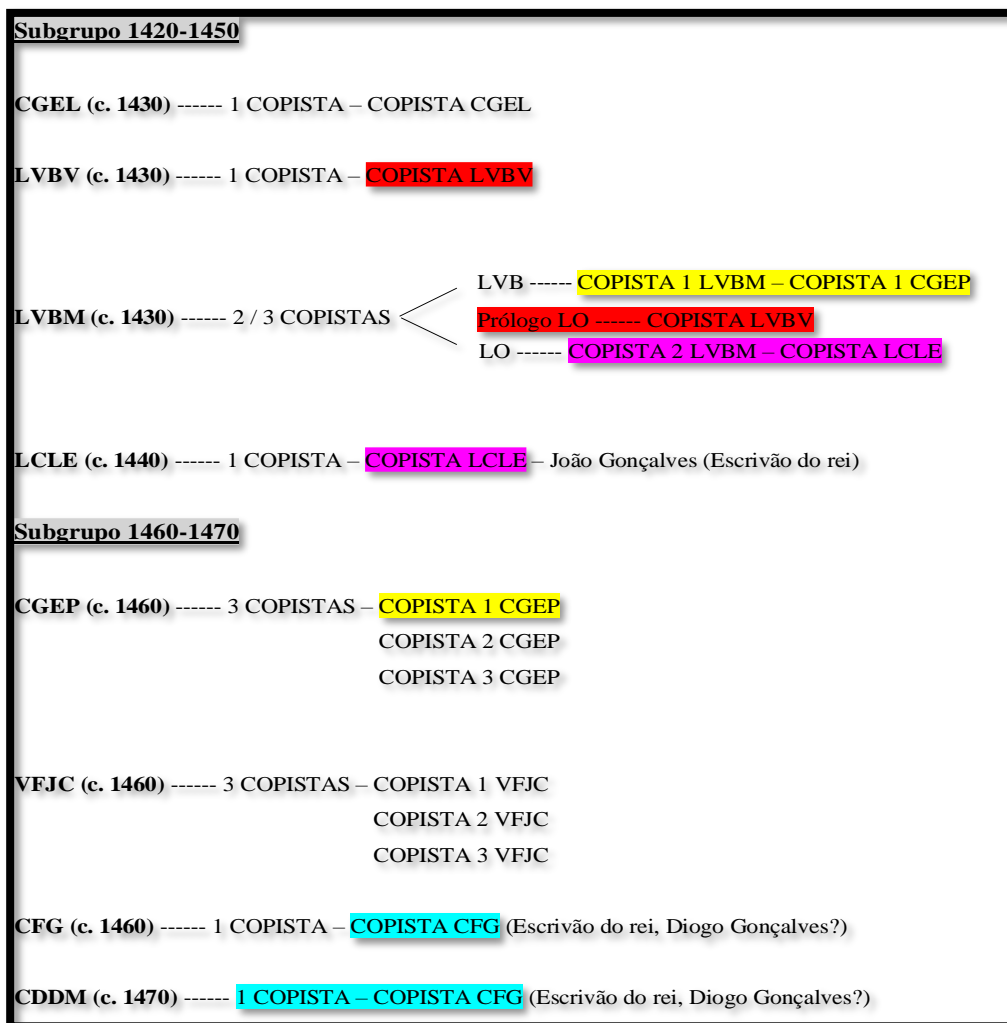 Subgrupo 1420-1450
CGEL (c. 1430) ------ 1 COPISTA – COPISTA CGEL
LVBV (c. 1430) ------ 1 COPISTA – COPISTA LVBV
LVB ------ COPISTA 1 LVBM – COPISTA 1 CGEP
LVBM (c. 1430) ------ 2 / 3 COPISTAS
Prólogo LO ------ COPISTA LVBV
LO ------ COPISTA 2 LVBM – COPISTA LCLE
LCLE (c. 1440) ------ 1 COPISTA – COPISTA LCLE – João Gonçalves (Escrivão do rei)
Subgrupo 1460-1470
CGEP (c. 1460) ------ 3 COPISTAS – COPISTA 1 CGEP
COPISTA 2 CGEP
COPISTA 3 CGEP
VFJC (c. 1460) ------ 3 COPISTAS – COPISTA 1 VFJC
COPISTA 2 VFJC
COPISTA 3 VFJC
CFG (c. 1460) ------ 1 COPISTA – COPISTA CFG (Escrivão do rei, Diogo Gonçalves?)
CDDM (c. 1470) ------ 1 COPISTA – COPISTA CFG (Escrivão do rei, Diogo Gonçalves?)